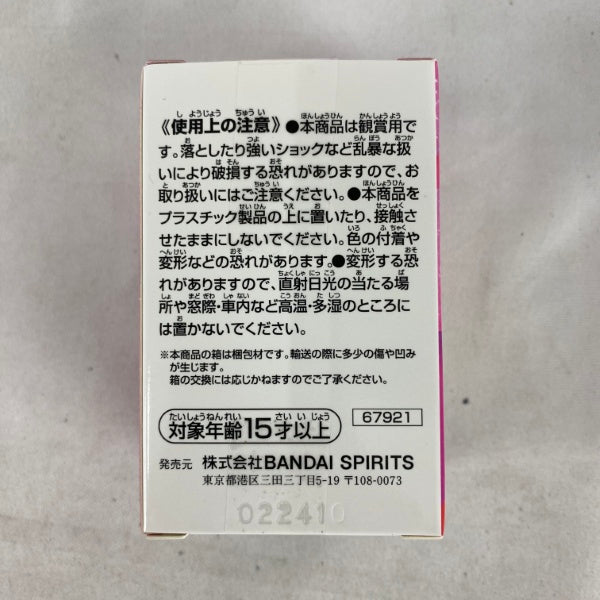 《使用上の注意》●本商品は観賞用で
す。落としたり強いショックなど乱暴な扱
いにより破損する恐れがありますので、お
取り扱いにはご注意ください。●本商品を
プラスチック製品の上に置いたり、接触さ
せたままにしないでください。色の付着や
変形などの恐れがあります。●変形する恐
れがありますので、直射日光の当たる場
所や窓際・車内など高温・多湿のところに
は置かないでください。
※本商品の箱は梱包材です。輸送の際に多少の傷や凹み
が生じます。
箱の交換には応じかねますのでご了承ください。
対象年齢15才以上
67921
発売元 株式会社BANDAI SPIRITS
東京都港区三田三丁目5-19 〒108-0073
022410